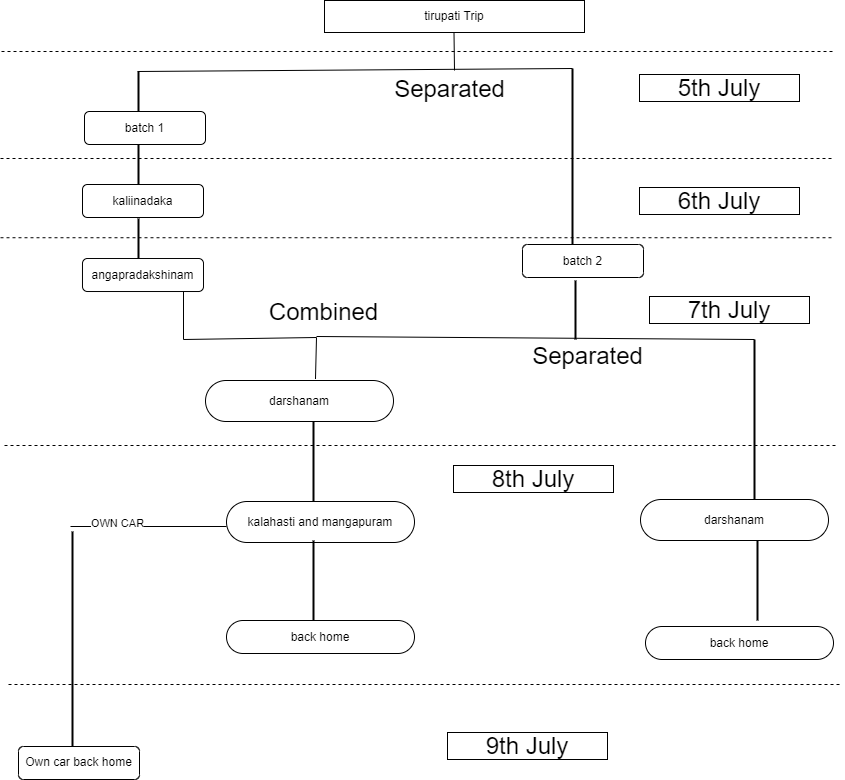 tirupati Trip
Separated
5th July
batch 1
kaliinadaka
6th July
batch 2
angapradakshinam
Combined
7th July
Separated
darshanam
8th July
OWN CAR
kalahasti and mangapuram
darshanam
back home
back home
9th July
Own car back home